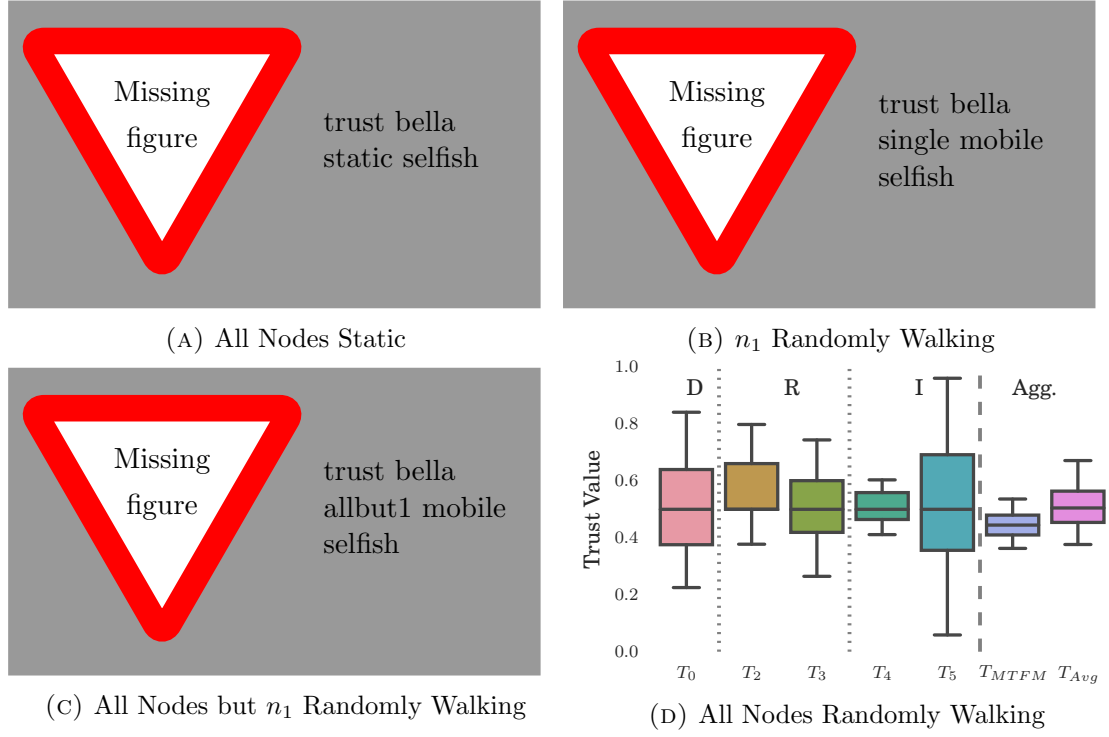 Missing
figure
trust bella
static selfish
(A) All Nodes Static
Missing
figure
trust bella
single mobile
selfish
(B) n₁ Randomly Walking
Missing
figure
trust bella
allbut1 mobile
selfish
(C) All Nodes but n₁ Randomly Walking
Trust Value
1.0
0.8
0.6
0.4
0.2
0.0
D R I Agg.
T₀ T₂ T₃ T₄ T₅ T_MTFM T_Avg
(D) All Nodes Randomly Walking